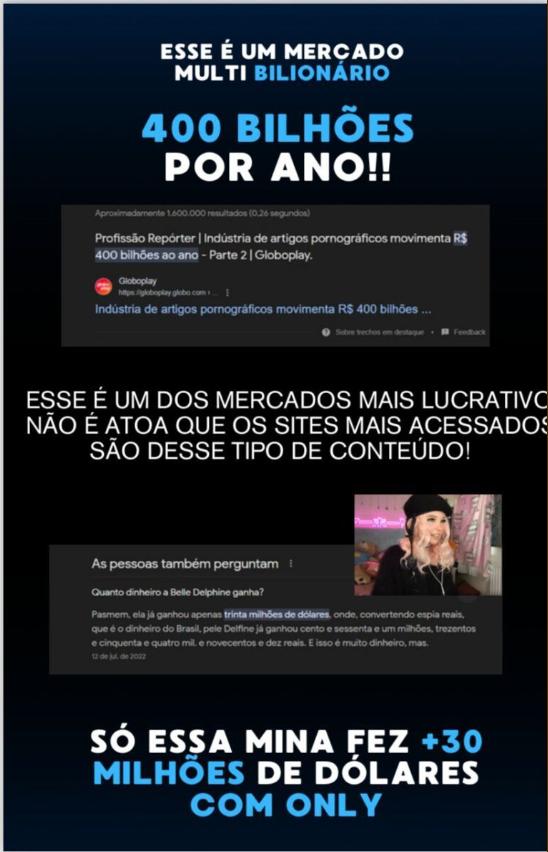 ESSE É UM MERCADO
MULTI BILIONÁRIO
400 BILHÕES
POR ANO!!
Aproximadamente 1.600.000 resultados (0,26 segundos)
Profissão Repórter | Indústria de artigos pornográficos movimenta R$
400 bilhões ao ano - Parte 2 | Globoplay.
Globoplay
https://globoplay.globo.com › ...
Indústria de artigos pornográficos movimenta R$ 400 bilhões ...
Sobre trechos em destaque • Feedback
ESSE É UM DOS MERCADOS MAIS LUCRATIVO
NÃO É ATOA QUE OS SITES MAIS ACESSADOS
SÃO DESSE TIPO DE CONTEÚDO!
As pessoas também perguntam
Quanto dinheiro a Belle Delphine ganha?
Pasmem, ela já ganhou apenas trinta milhões de dólares, onde, convertendo espia reais,
que é o dinheiro do Brasil, pele Delfine já ganhou cento e sessenta e um milhões, trezentos
e cinquenta e quatro mil. e novecentos e dez reais. E isso é muito dinheiro, mas.
12 de jul. de 2022
SÓ ESSA MINA FEZ +30
MILHÕES DE DÓLARES
COM ONLY